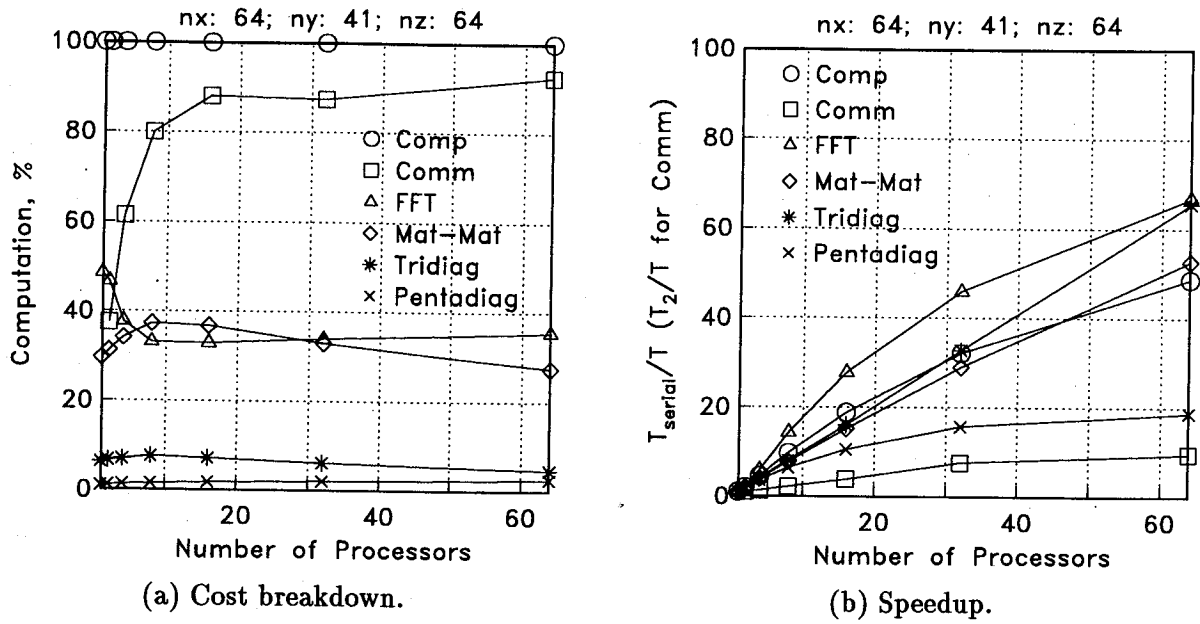 nx: 64; ny: 41; nz: 64
100
80
60
40
20
0
Computation, %
Comp
Comm
FFT
Mat-Mat
Tridiag
Pentadiag
20 40 60
Number of Processors
(a) Cost breakdown.
nx: 64; ny: 41; nz: 64
100
80
60
40
20
0
T_serial/T (T_2/T for Comm)
Comp
Comm
FFT
Mat-Mat
Tridiag
Pentadiag
20 40 60
Number of Processors
(b) Speedup.